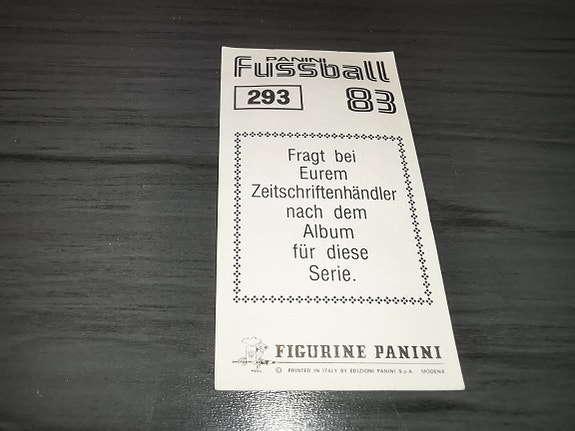 PANINI
Fussball
293 83
Fragt bei
Eurem
Zeitschriftenhändler
nach dem
Album
für diese
Serie.
FIGURINE PANINI
© PRINTED IN ITALY BY EDIZIONI PANINI S.p.A. MODENA